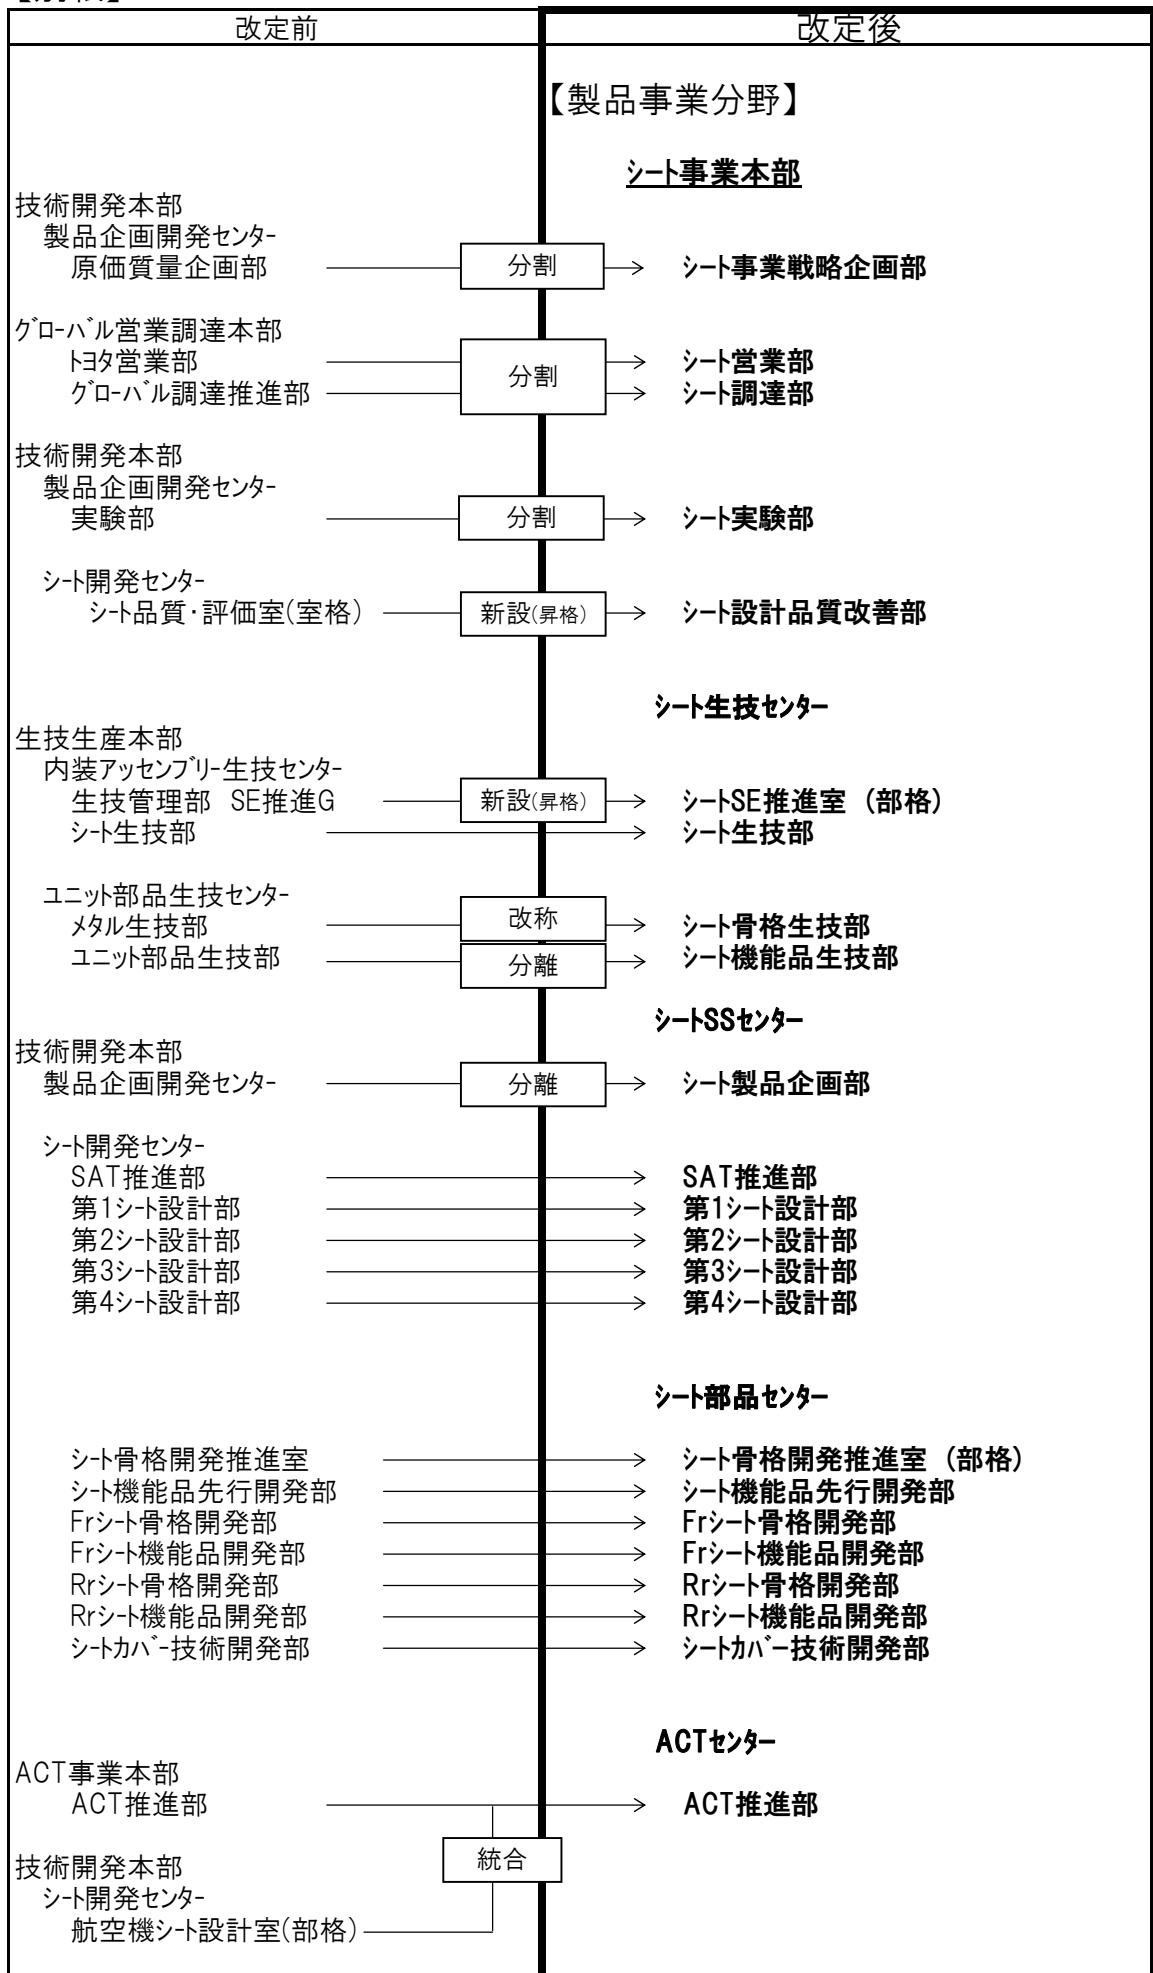 改定前 改定後
【製品事業分野】
ｼｰﾄ事業本部
技術開発本部
製品企画開発ｾﾝﾀｰ
原価質量企画部 分割 ｼｰﾄ事業戦略企画部
ｸﾞﾛｰﾊﾞﾙ営業調達本部
ﾄﾖﾀ営業部 分割 ｼｰﾄ営業部
ｸﾞﾛｰﾊﾞﾙ調達推進部 ｼｰﾄ調達部
技術開発本部
製品企画開発ｾﾝﾀｰ
実験部 分割 ｼｰﾄ実験部
ｼｰﾄ開発ｾﾝﾀｰ
ｼｰﾄ品質・評価室(室格) 新設(昇格) ｼｰﾄ設計品質改善部
ｼｰﾄ生技ｾﾝﾀｰ
生技生産本部
内装ｱｯｾﾝﾌﾞﾘｰ生技ｾﾝﾀｰ
生技管理部　SE推進G 新設(昇格) ｼｰﾄSE推進室（部格）
ｼｰﾄ生技部 ｼｰﾄ生技部
ﾕﾆｯﾄ部品生技ｾﾝﾀｰ
ﾒﾀﾙ生技部 改称 ｼｰﾄ骨格生技部
ﾕﾆｯﾄ部品生技部 分離 ｼｰﾄ機能品生技部
ｼｰﾄSSｾﾝﾀｰ
技術開発本部
製品企画開発ｾﾝﾀｰ 分離 ｼｰﾄ製品企画部
ｼｰﾄ開発ｾﾝﾀｰ
SAT推進部 SAT推進部
第1ｼｰﾄ設計部 第1ｼｰﾄ設計部
第2ｼｰﾄ設計部 第2ｼｰﾄ設計部
第3ｼｰﾄ設計部 第3ｼｰﾄ設計部
第4ｼｰﾄ設計部 第4ｼｰﾄ設計部
ｼｰﾄ部品ｾﾝﾀｰ
ｼｰﾄ骨格開発推進室 ｼｰﾄ骨格開発推進室（部格）
ｼｰﾄ機能品先行開発部 ｼｰﾄ機能品先行開発部
Frｼｰﾄ骨格開発部 Frｼｰﾄ骨格開発部
Frｼｰﾄ機能品開発部 Frｼｰﾄ機能品開発部
Rrｼｰﾄ骨格開発部 Rrｼｰﾄ骨格開発部
Rrｼｰﾄ機能品開発部 Rrｼｰﾄ機能品開発部
ｼｰﾄｶﾊﾞｰ技術開発部 ｼｰﾄｶﾊﾞｰ技術開発部
ACTｾﾝﾀｰ
ACT事業本部
ACT推進部 ACT推進部
統合
技術開発本部
ｼｰﾄ開発ｾﾝﾀｰ
航空機ｼｰﾄ設計室(部格)